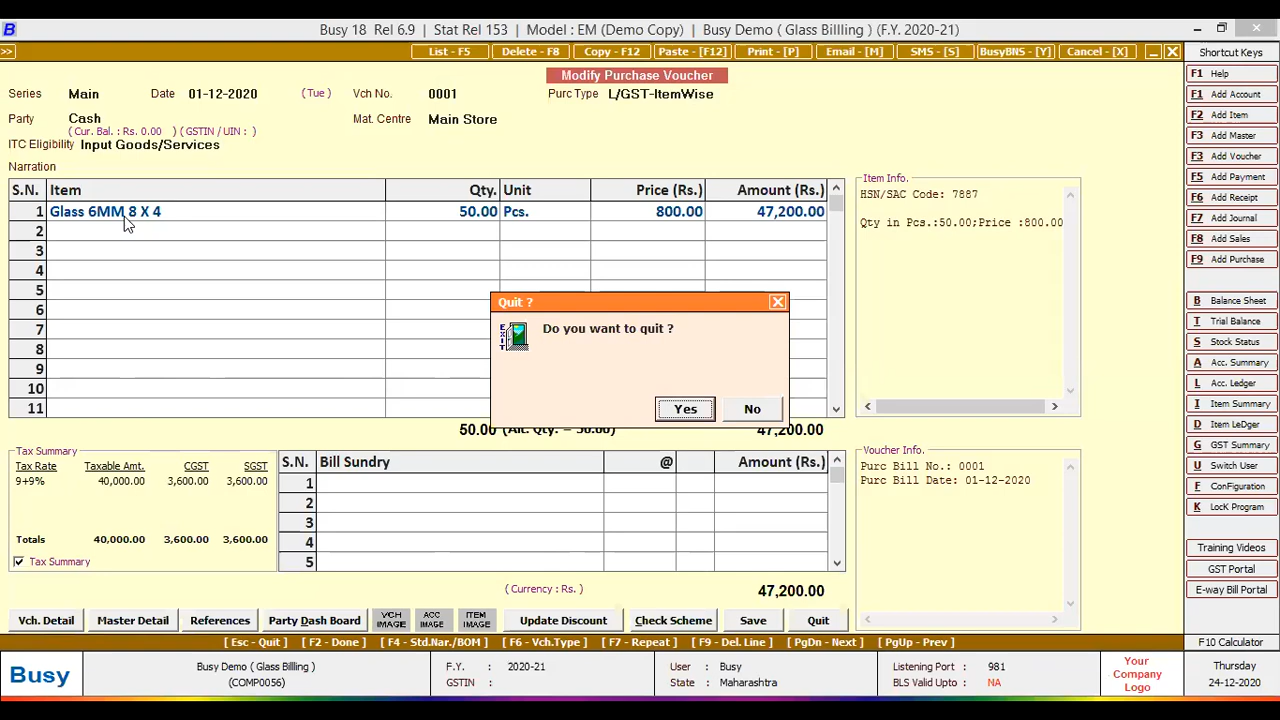 Busy 18 Rel 6.9 | Stat Rel 153 | Model : EM (Demo Copy) | Busy Demo ( Glass Billling ) (F.Y. 2020-21)
>> List - F5 Delete - F8 Copy - F12 Paste - [F12] Print - [P] Email - [M] SMS - [S] BusyBNS - [Y] Cancel - [X]
Modify Purchase Voucher
Series Main Date 01-12-2020 (Tue ) Vch No. 0001 Purc Type L/GST-ItemWise
Party Cash Mat. Centre Main Store
(Cur. Bal. : Rs. 0.00 ) (GSTIN / UIN : )
ITC Eligibility Input Goods/Services
Narration
S.N. Item Qty. Unit Price (Rs.) Amount (Rs.)
1 Glass 6MM 8 X 4 50.00 Pcs. 800.00 47,200.00
2
3
4
5
6
7
8
9
10
11
Item Info.
HSN/SAC Code: 7887
Qty in Pcs.:50.00;Price :800.00
Quit ?
EXIT
Do you want to quit ?
Yes No
50.00 (Alt. Qty. = 50.00) 47,200.00
Tax Summary
Tax Rate Taxable Amt. CGST SGST
9+9% 40,000.00 3,600.00 3,600.00
Totals 40,000.00 3,600.00 3,600.00
Tax Summary
S.N. Bill Sundry @ Amount (Rs.)
1
2
3
4
5
( Currency : Rs. ) 47,200.00
Voucher Info.
Purc Bill No.: 0001
Purc Bill Date: 01-12-2020
Vch. Detail Master Detail References Party Dash Board VCH IMAGE ACC IMAGE ITEM IMAGE Update Discount Check Scheme Save Quit
[ Esc - Quit ] [ F2 - Done ] [ F4 - Std.Nar./BOM ] [ F6 - Vch.Type ] [ F7 - Repeat ] [ F9 - Del. Line ] [ PgDn - Next ] [ PgUp - Prev ]
Shortcut Keys
F1 Help
F1 Add Account
F2 Add Item
F3 Add Master
F3 Add Voucher
F5 Add Payment
F6 Add Receipt
F7 Add Journal
F8 Add Sales
F9 Add Purchase
B Balance Sheet
T Trial Balance
S Stock Status
A Acc. Summary
L Acc. Ledger
I Item Summary
D Item LeDger
G GST Summary
U Switch User
F ConFiguration
K LocK Program
Training Videos
GST Portal
E-way Bill Portal
F10 Calculator
Busy
Busy Demo ( Glass Billling )
(COMP0056)
F.Y. : 2020-21
GSTIN :
User : Busy
State : Maharashtra
Listening Port : 981
BLS Valid Upto : NA
Your
Company
Logo
Thursday
24-12-2020